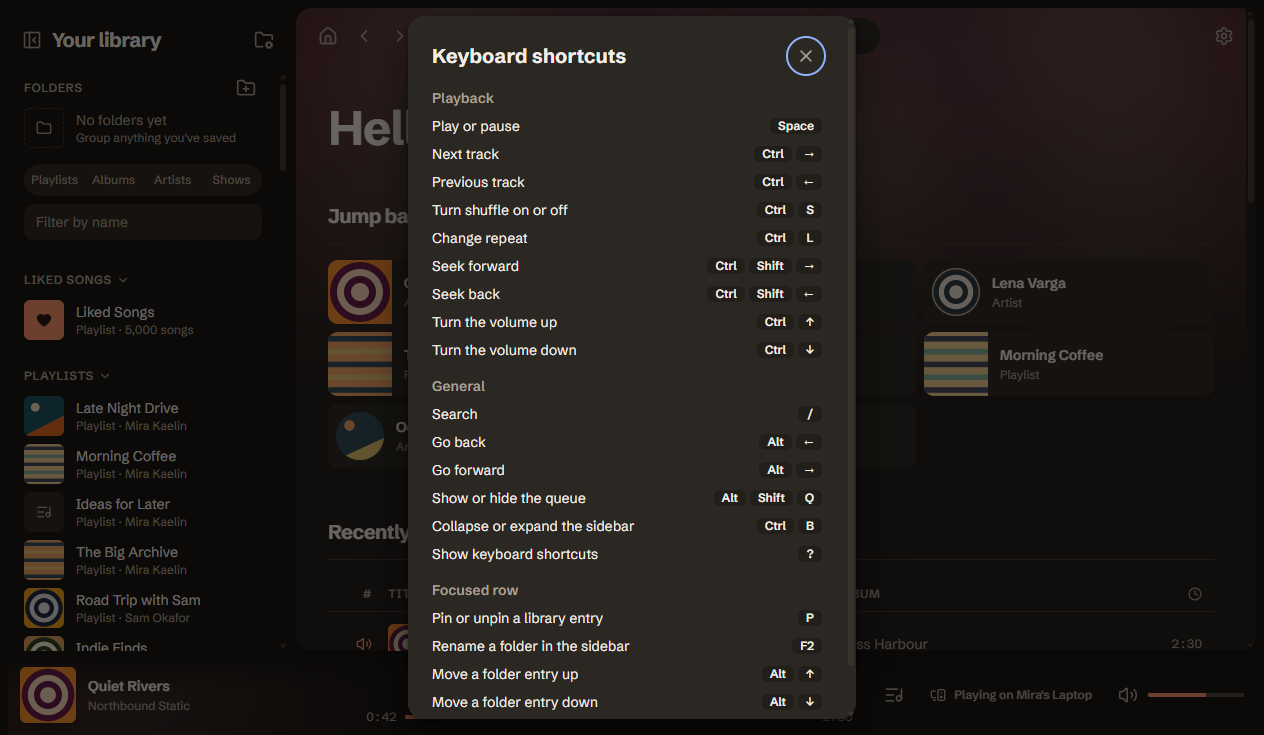 Your library
FOLDERS
No folders yet
Group anything you've saved
Playlists Albums Artists Shows
Filter by name
LIKED SONGS
Liked Songs
Playlist · 5,000 songs
PLAYLISTS
Late Night Drive
Playlist · Mira Kaelin
Morning Coffee
Playlist · Mira Kaelin
Ideas for Later
Playlist · Mira Kaelin
The Big Archive
Playlist · Mira Kaelin
Road Trip with Sam
Playlist · Sam Okafor
Indie Finds
Jump
Lena Varga
Artist
Morning Coffee
Playlist
Recently
#
2:30
Keyboard shortcuts
Playback
Play or pause Space
Next track Ctrl →
Previous track Ctrl ←
Turn shuffle on or off Ctrl S
Change repeat Ctrl L
Seek forward Ctrl Shift →
Seek back Ctrl Shift ←
Turn the volume up Ctrl ↑
Turn the volume down Ctrl ↓
General
Search /
Go back Alt ←
Go forward Alt →
Show or hide the queue Alt Shift Q
Collapse or expand the sidebar Ctrl B
Show keyboard shortcuts ?
Focused row
Pin or unpin a library entry P
Rename a folder in the sidebar F2
Move a folder entry up Alt ↑
Move a folder entry down Alt ↓
Quiet Rivers
Northbound Static
0:42
Playing on Mira's Laptop